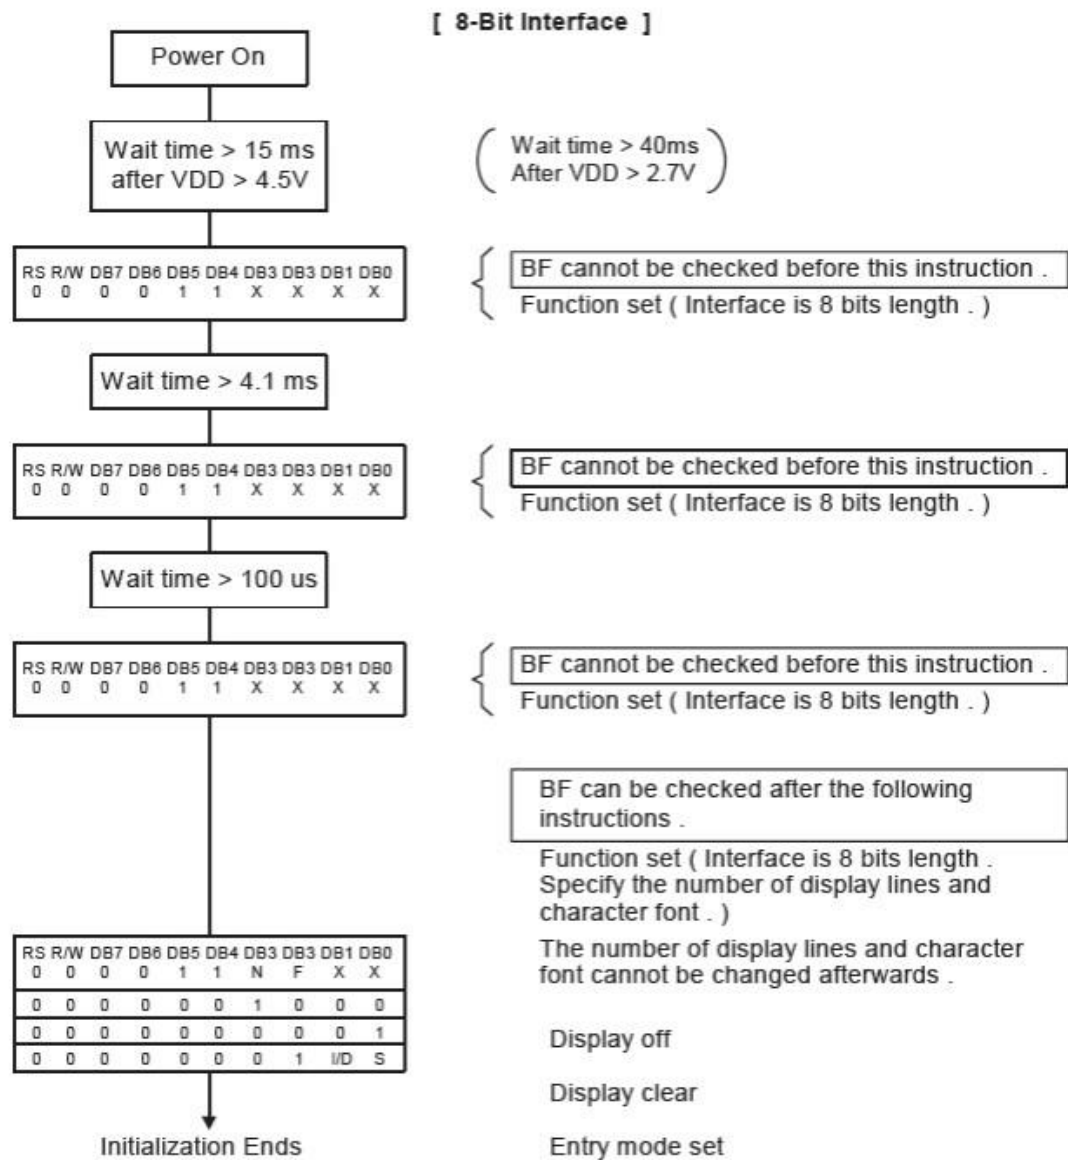 [ 8-Bit Interface ]
Power On
Wait time > 15 ms
after VDD > 4.5V
Wait time > 40ms
After VDD > 2.7V
RS R/W DB7 DB6 DB5 DB4 DB3 DB3 DB1 DB0
0 0 0 0 1 1 X X X X
BF cannot be checked before this instruction .
Function set ( Interface is 8 bits length . )
Wait time > 4.1 ms
RS R/W DB7 DB6 DB5 DB4 DB3 DB3 DB1 DB0
0 0 0 0 1 1 X X X X
BF cannot be checked before this instruction .
Function set ( Interface is 8 bits length . )
Wait time > 100 us
RS R/W DB7 DB6 DB5 DB4 DB3 DB3 DB1 DB0
0 0 0 0 1 1 X X X X
BF cannot be checked before this instruction .
Function set ( Interface is 8 bits length . )
BF can be checked after the following
instructions .
Function set ( Interface is 8 bits length .
Specify the number of display lines and
character font . )
The number of display lines and character
font cannot be changed afterwards .
RS R/W DB7 DB6 DB5 DB4 DB3 DB3 DB1 DB0
0 0 0 0 1 1 N F X X
0 0 0 0 0 0 1 0 0 0
0 0 0 0 0 0 0 0 0 1
0 0 0 0 0 0 0 1 I/D S
Display off
Display clear
Entry mode set
Initialization Ends